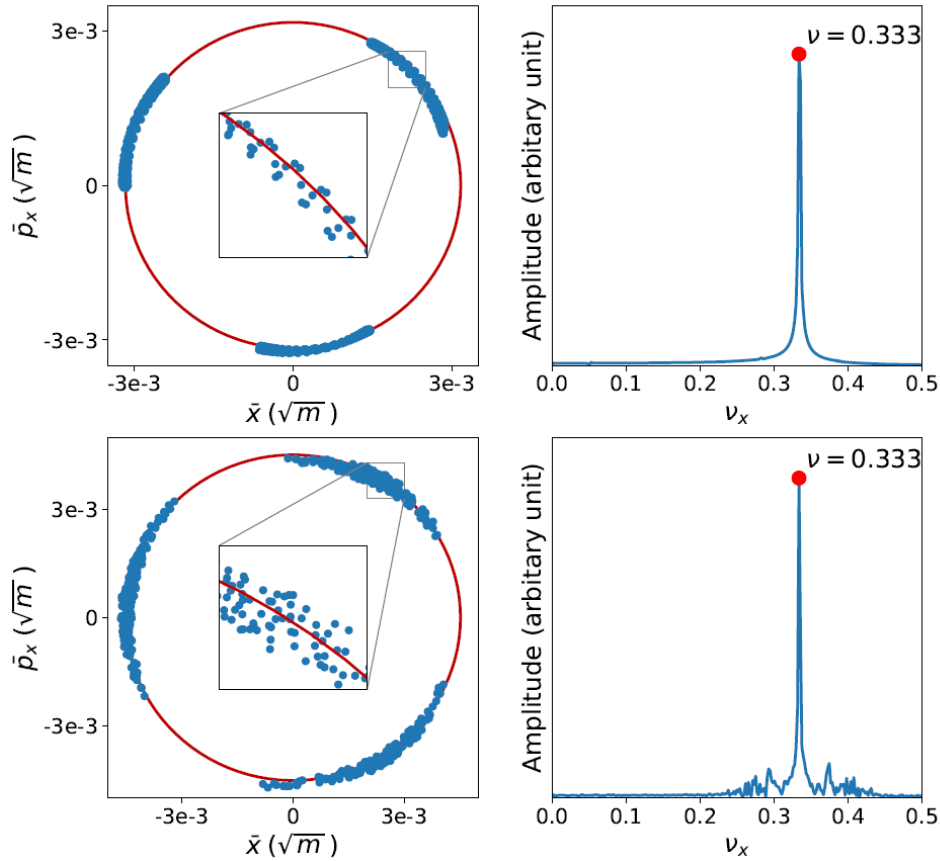 3e-3
0
-3e-3
p̄ₓ (√m )
-3e-3 0 3e-3
x̄ (√m )
Amplitude (arbitary unit)
ν = 0.333
0.0 0.1 0.2 0.3 0.4 0.5
νₓ
3e-3
0
-3e-3
p̄ₓ (√m )
-3e-3 0 3e-3
x̄ (√m )
Amplitude (arbitary unit)
ν = 0.333
0.0 0.1 0.2 0.3 0.4 0.5
νₓ